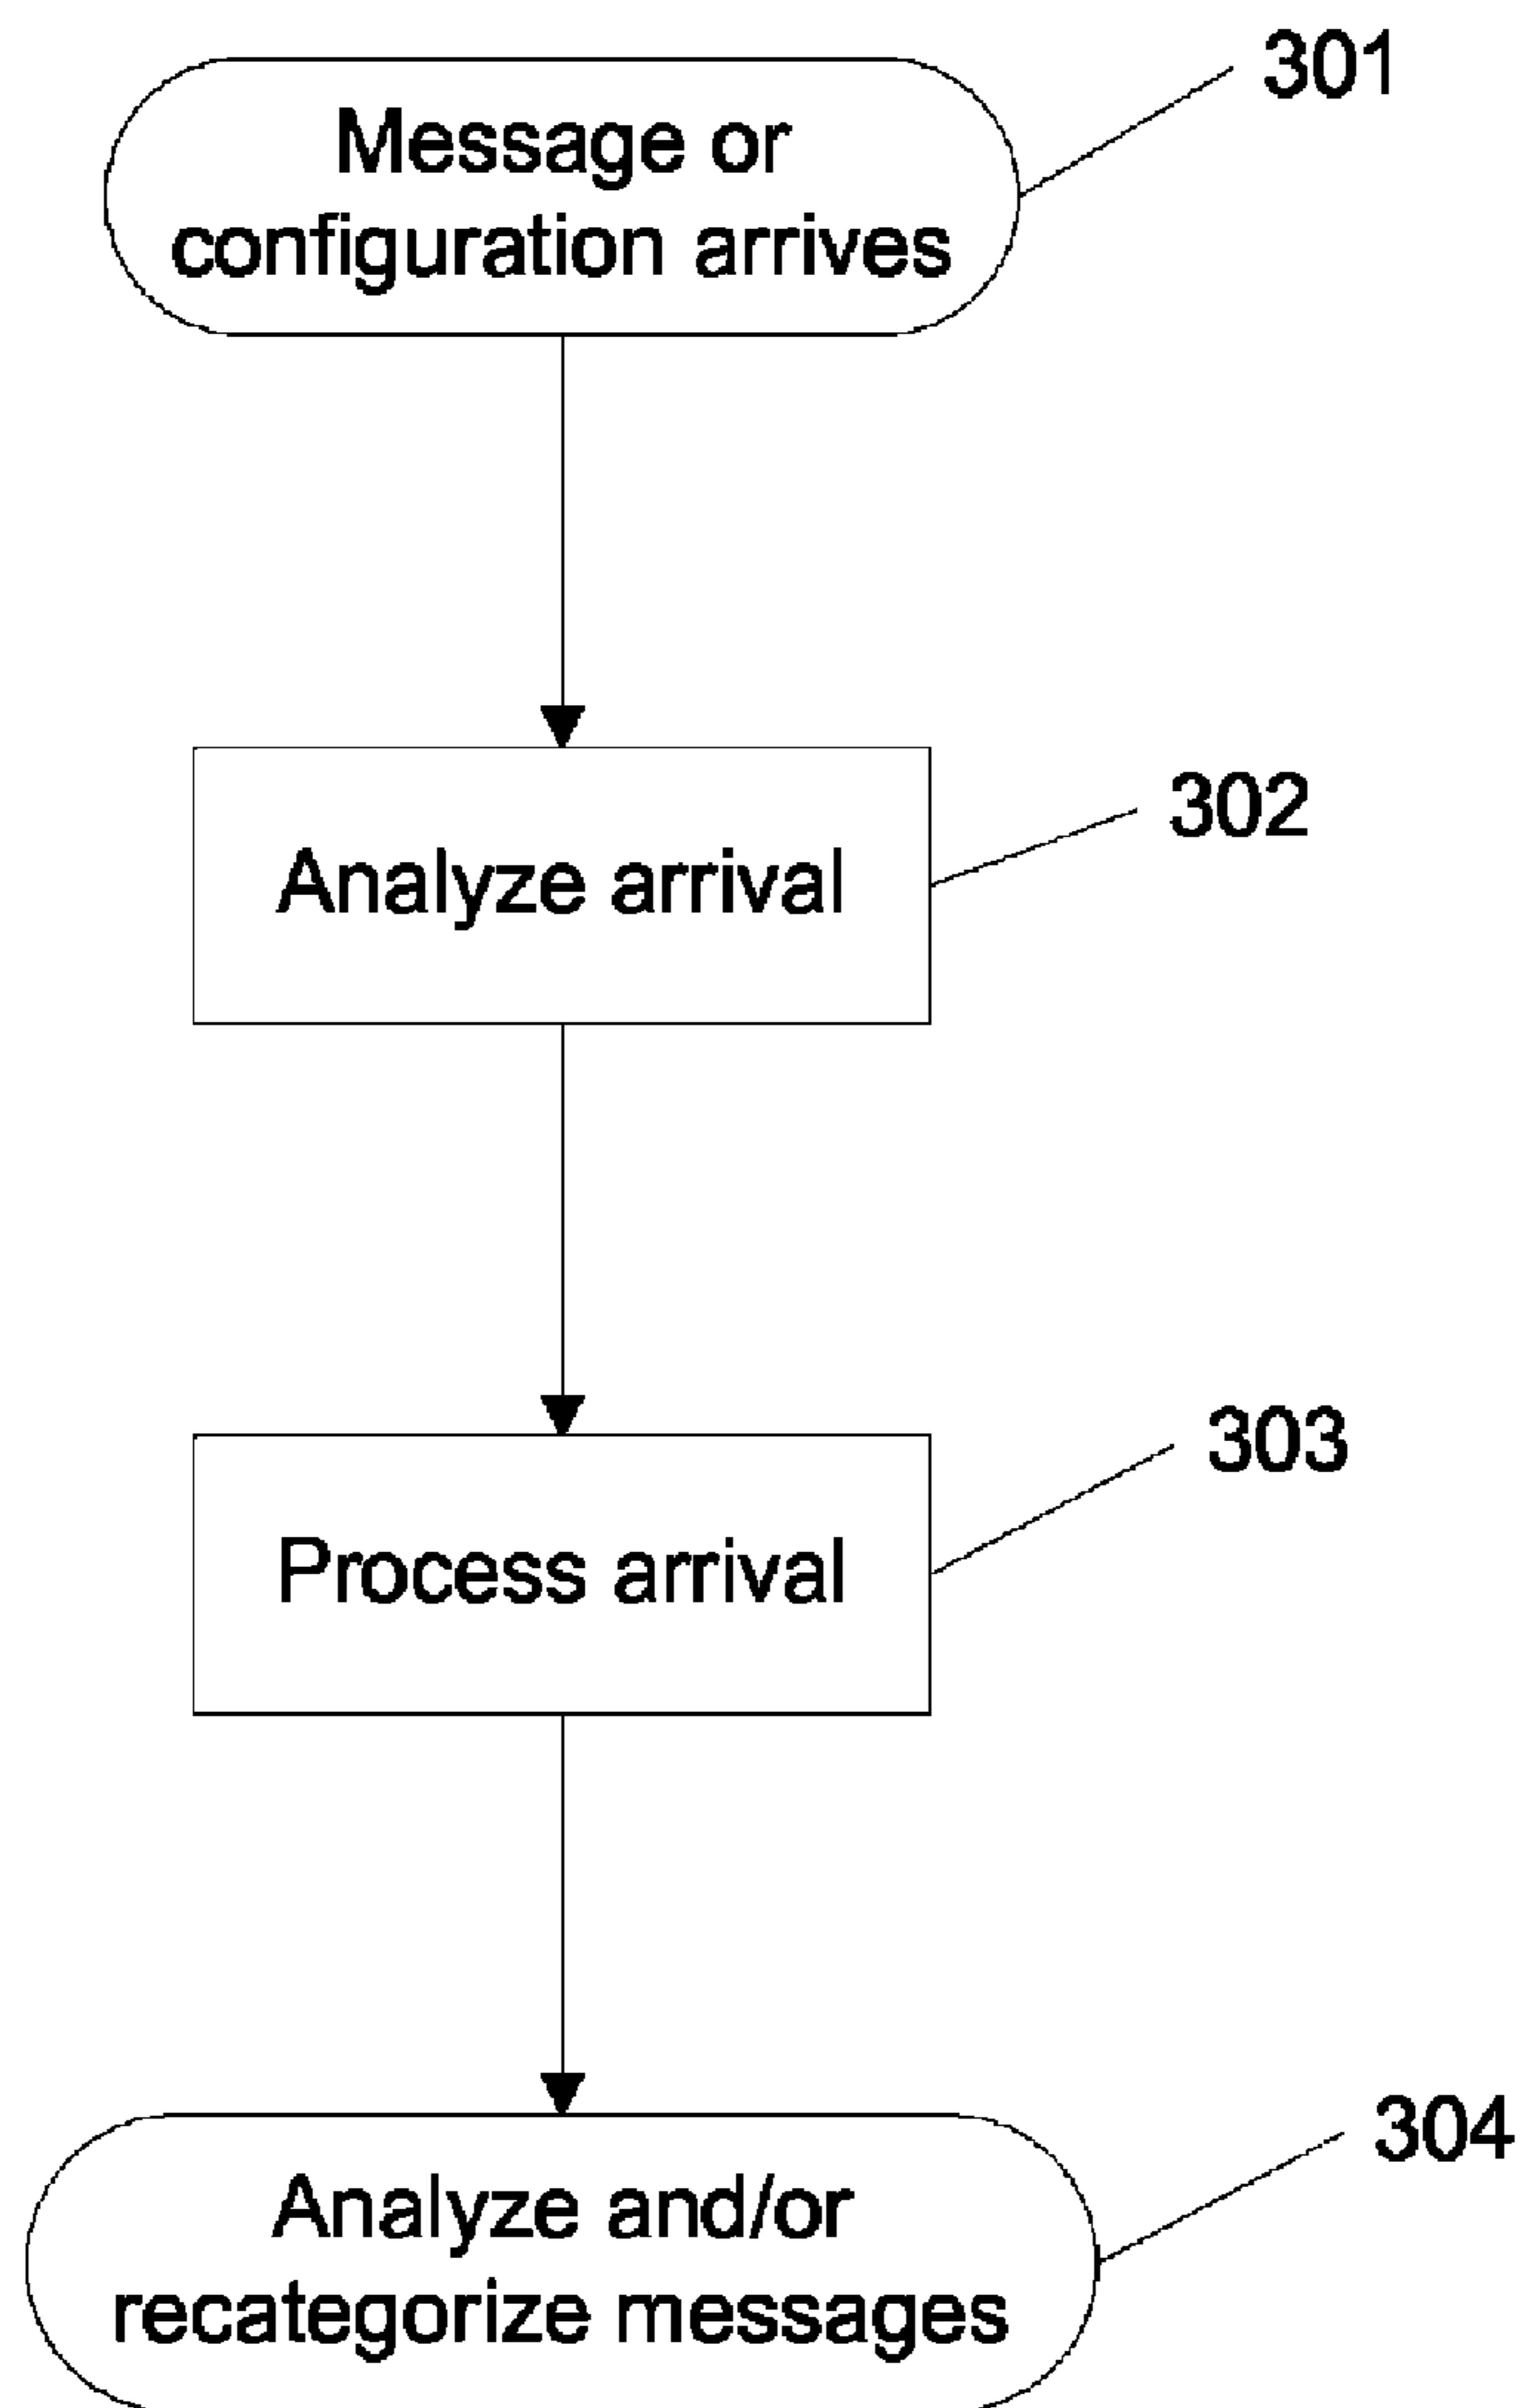 301
Message or
configuration arrives
302
Analyze arrival
303
Process arrival
304
Analyze and/or
recategorize messages